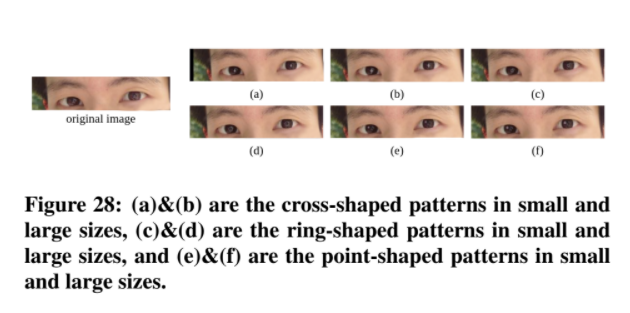 (a)
(b)
(c)
original image
(d)
(e)
(f)
Figure 28: (a)&(b) are the cross-shaped patterns in small and
large sizes, (c)&(d) are the ring-shaped patterns in small and
large sizes, and (e)&(f) are the point-shaped patterns in small
and large sizes.